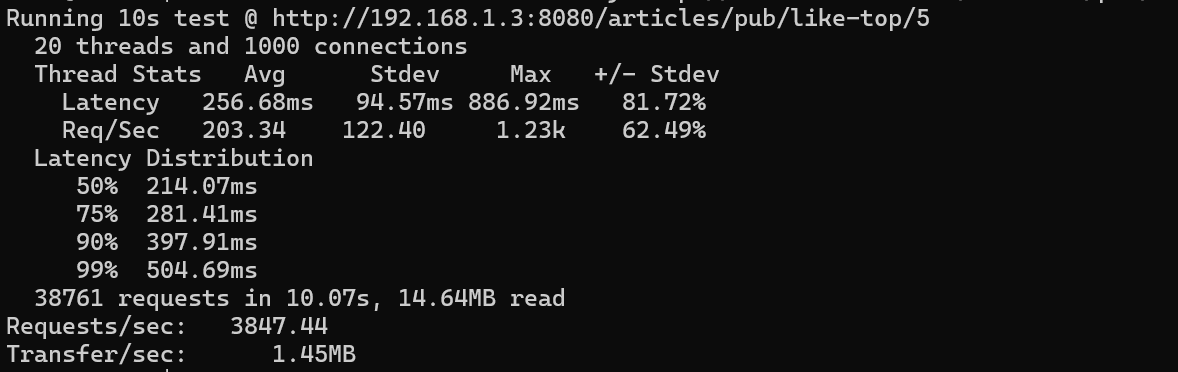 Running 10s test @ http://192.168.1.3:8080/articles/pub/like-top/5
  20 threads and 1000 connections
  Thread Stats   Avg      Stdev     Max   +/- Stdev
    Latency   256.68ms   94.57ms 886.92ms   81.72%
    Req/Sec   203.34    122.40     1.23k    62.49%
  Latency Distribution
     50%  214.07ms
     75%  281.41ms
     90%  397.91ms
     99%  504.69ms
  38761 requests in 10.07s, 14.64MB read
Requests/sec:   3847.44
Transfer/sec:      1.45MB